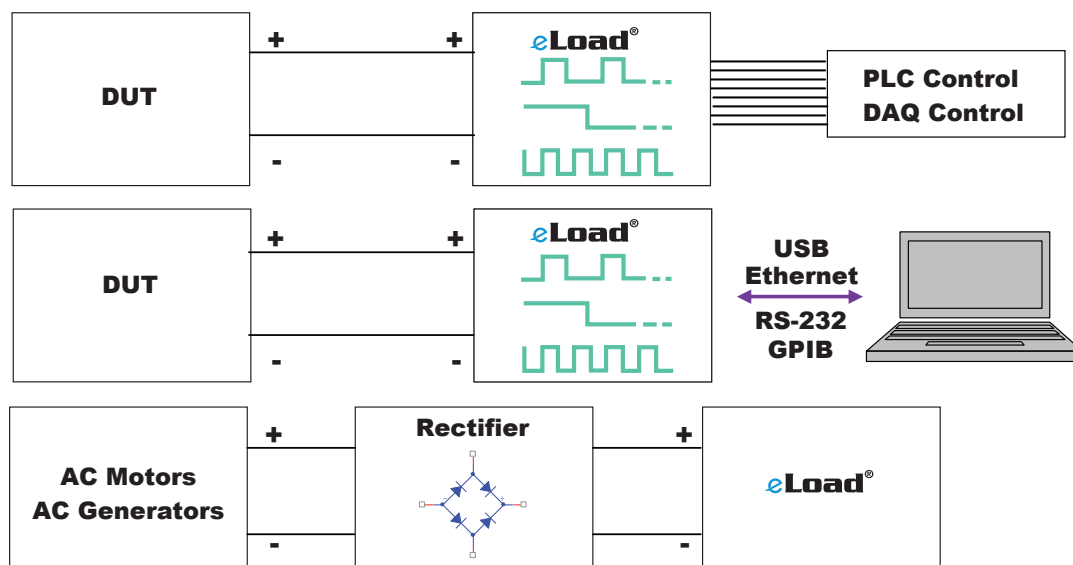 + +
eLoad®
DUT
PLC Control
DAQ Control
- -
+ +
eLoad®
DUT
USB
Ethernet
RS-232
GPIB
- -
+
Rectifier
+
AC Motors
AC Generators
eLoad®
-
-